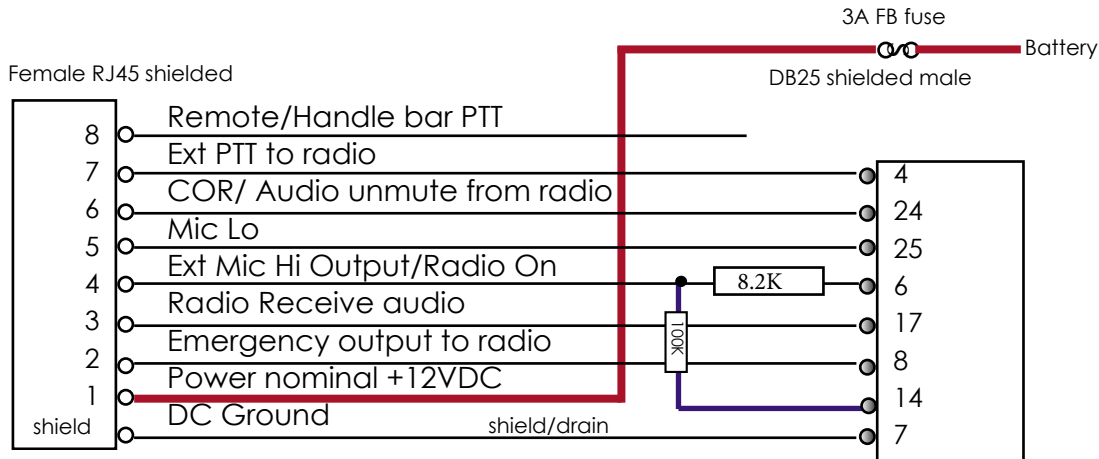 3A FB fuse
Battery
Female RJ45 shielded
DB25 shielded male
8 Remote/Handle bar PTT
7 Ext PTT to radio 4
6 COR/ Audio unmute from radio 24
5 Mic Lo 25
4 Ext Mic Hi Output/Radio On 8.2K 6
3 Radio Receive audio 100K 17
2 Emergency output to radio 8
1 Power nominal +12VDC 14
shield DC Ground shield/drain 7